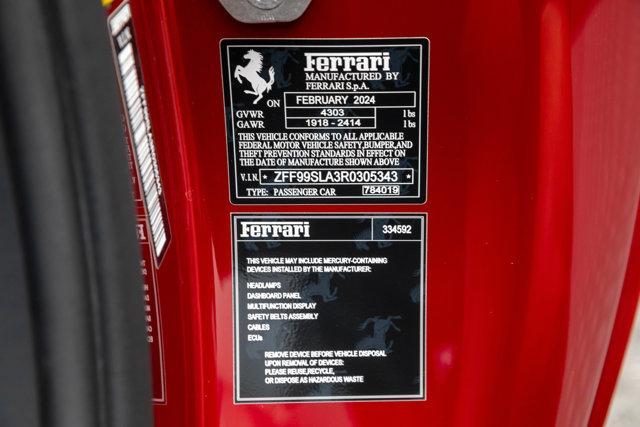 Ferrari
MANUFACTURED BY
FERRARI S.p.A.
ON FEBRUARY 2024
GVWR 4303 lbs
GAWR 1918 - 2414 lbs
THIS VEHICLE CONFORMS TO ALL APPLICABLE
FEDERAL MOTOR VEHICLE SAFETY, BUMPER, AND
THEFT PREVENTION STANDARDS IN EFFECT ON
THE DATE OF MANUFACTURE SHOWN ABOVE
V.I.N. * ZFF99SLA3R0305343 *
TYPE: PASSENGER CAR 784019
Ferrari 334592
THIS VEHICLE MAY INCLUDE MERCURY-CONTAINING
DEVICES INSTALLED BY THE MANUFACTURER:
HEADLAMPS
DASHBOARD PANEL
MULTIFUNCTION DISPLAY
SAFETY BELTS ASSEMBLY
CABLES
ECUs
REMOVE DEVICE BEFORE VEHICLE DISPOSAL
UPON REMOVAL OF DEVICES:
PLEASE REUSE,RECYCLE,
OR DISPOSE AS HAZARDOUS WASTE